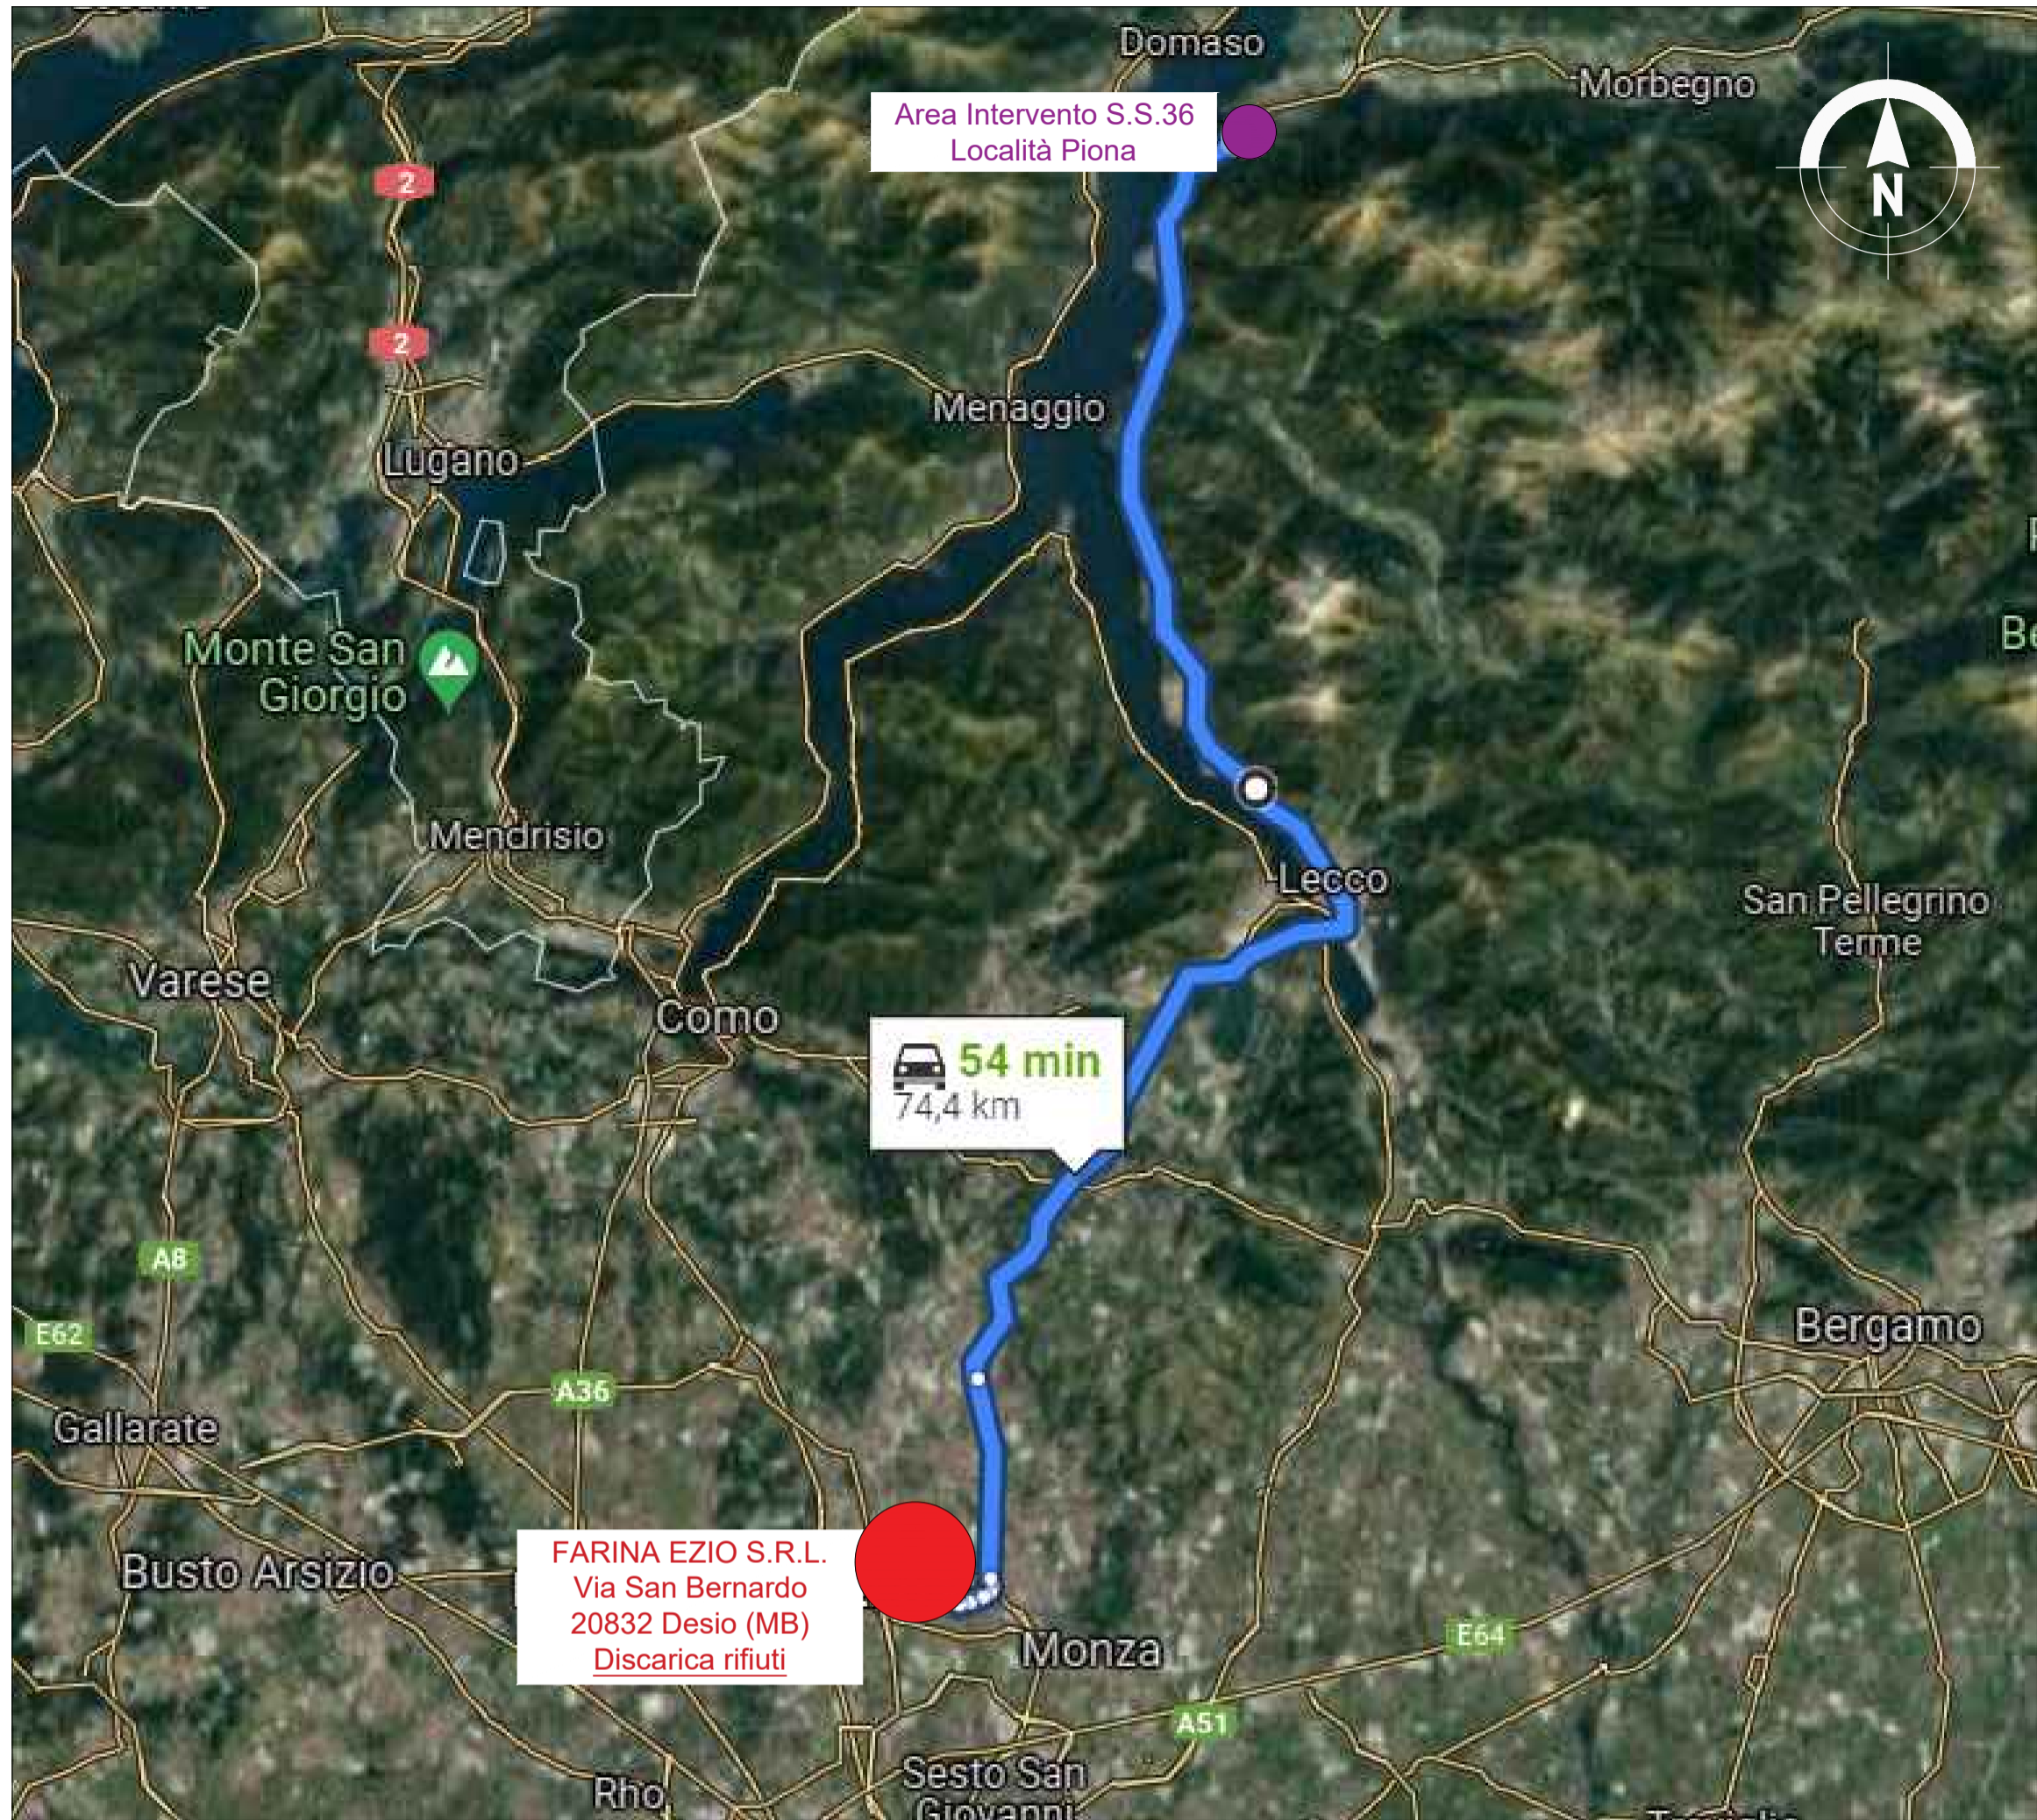 Domaso
Morbegno
Area Intervento S.S.36
Località Piona
N
2
2
Menaggio
Lugano
Monte San
Giorgio
Be
Mendrisio
Lecco
San Pellegrino
Terme
Varese
Como
54 min
74,4 km
A8
E62
Bergamo
A36
Gallarate
FARINA EZIO S.R.L.
Via San Bernardo
20832 Desio (MB)
Discarica rifiuti
Busto Arsizio
Monza
E64
A51
Rho
Sesto San
Giovanni